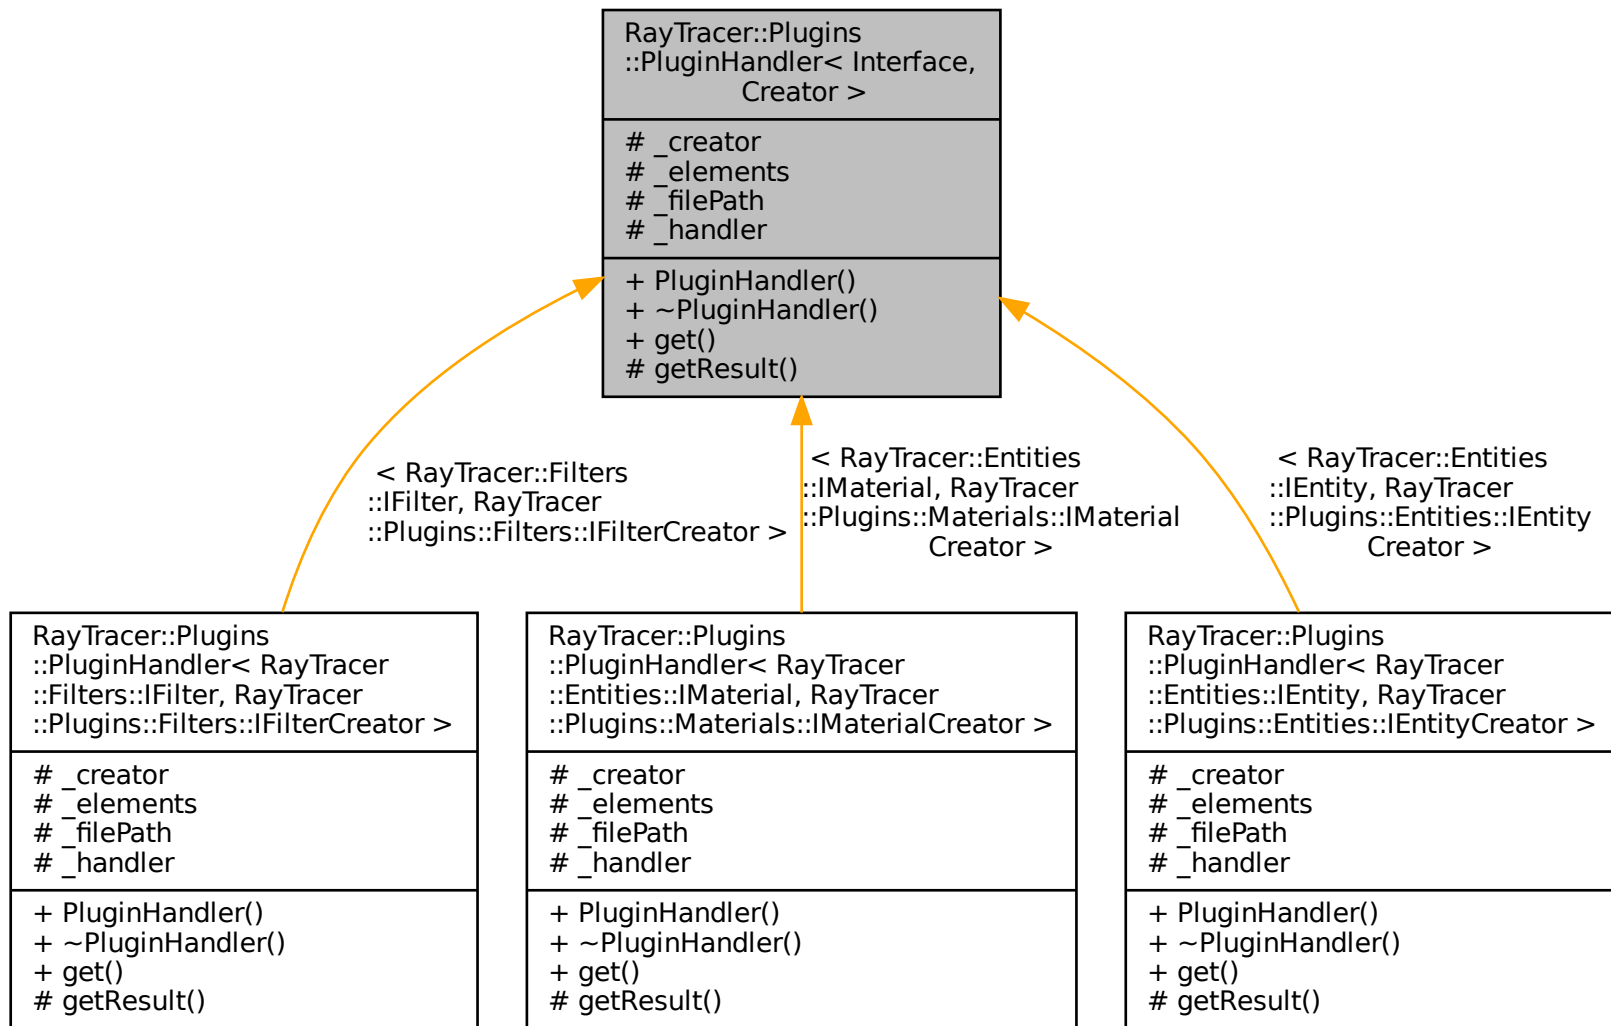 RayTracer::Plugins
::PluginHandler< Interface,
Creator >
# _creator
# _elements
# _filePath
# _handler
+ PluginHandler()
+ ~PluginHandler()
+ get()
# getResult()
< RayTracer::Filters
::IFilter, RayTracer
::Plugins::Filters::IFilterCreator >
< RayTracer::Entities
::IMaterial, RayTracer
::Plugins::Materials::IMaterial
Creator >
< RayTracer::Entities
::IEntity, RayTracer
::Plugins::Entities::IEntity
Creator >
RayTracer::Plugins
::PluginHandler< RayTracer
::Filters::IFilter, RayTracer
::Plugins::Filters::IFilterCreator >
# _creator
# _elements
# _filePath
# _handler
+ PluginHandler()
+ ~PluginHandler()
+ get()
# getResult()
RayTracer::Plugins
::PluginHandler< RayTracer
::Entities::IMaterial, RayTracer
::Plugins::Materials::IMaterialCreator >
# _creator
# _elements
# _filePath
# _handler
+ PluginHandler()
+ ~PluginHandler()
+ get()
# getResult()
RayTracer::Plugins
::PluginHandler< RayTracer
::Entities::IEntity, RayTracer
::Plugins::Entities::IEntityCreator >
# _creator
# _elements
# _filePath
# _handler
+ PluginHandler()
+ ~PluginHandler()
+ get()
# getResult()